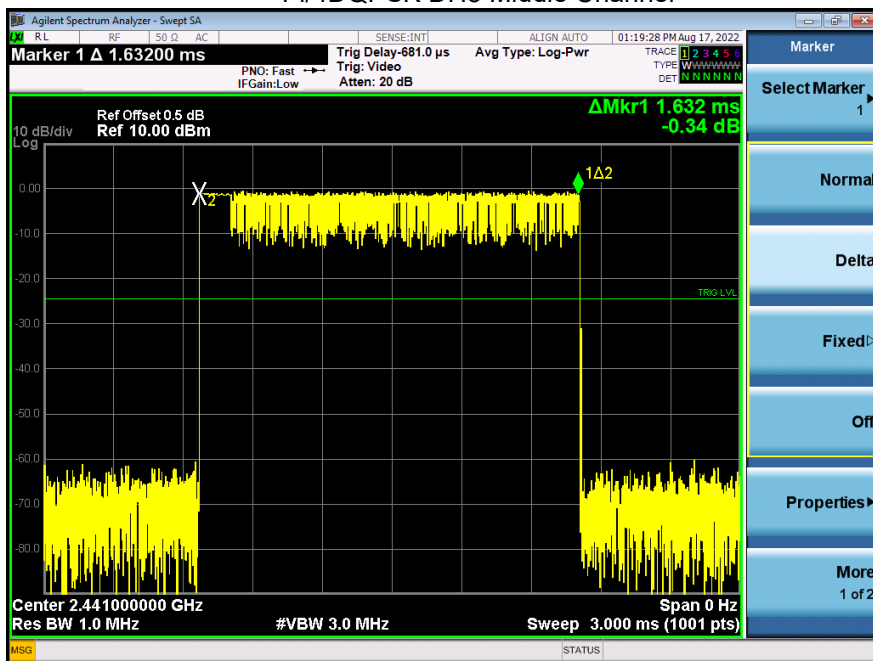 Agilent Spectrum Analyzer - Swept SA
LXI RL RF 50 Ω AC SENSE:INT ALIGN AUTO 01:19:28 PM Aug 17, 2022
Marker 1 Δ 1.63200 ms
PNO: Fast
IFGain:Low
Trig Delay-681.0 µs
Trig: Video
Atten: 20 dB
Avg Type: Log-Pwr
TRACE 1 2 3 4 5 6
TYPE WWWWWW
DET N N N N N N
ΔMkr1 1.632 ms
-0.34 dB
Ref Offset 0.5 dB
10 dB/div Ref 10.00 dBm
Log
1Δ2
0.00
2
-10.0
-20.0
TRIG LVL
-30.0
-40.0
-50.0
-60.0
-70.0
-80.0
Center 2.441000000 GHz Span 0 Hz
Res BW 1.0 MHz #VBW 3.0 MHz Sweep 3.000 ms (1001 pts)
MSG STATUS
Marker
Select Marker
1
Normal
Delta
Fixed
Off
Properties
More
1 of 2